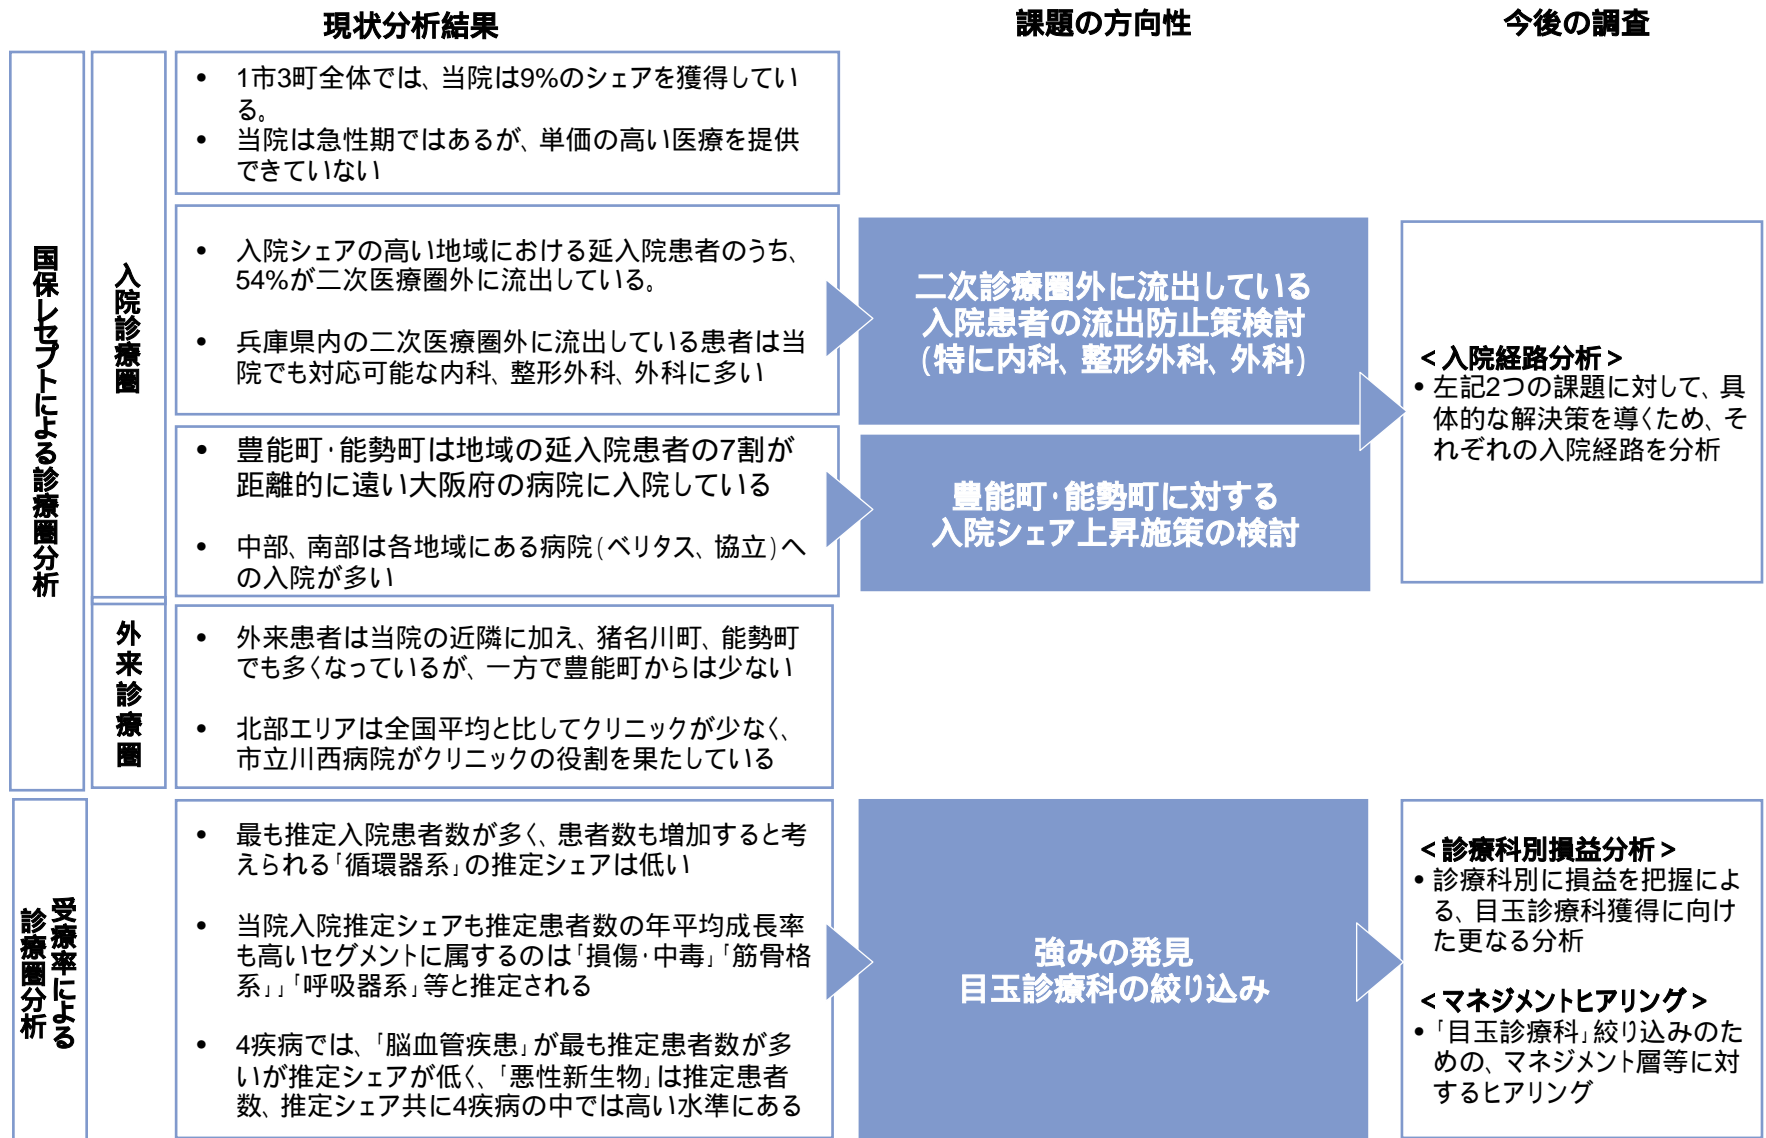 現状分析結果
課題の方向性
今後の調査
国保レセプトによる診療圏分析
入院診療圏
• 1市3町全体では、当院は9%のシェアを獲得してい
る。
• 当院は急性期ではあるが、単価の高い医療を提供
できていない
• 入院シェアの高い地域における延入院患者のうち、
54%が二次医療圏外に流出している。
• 兵庫県内の二次医療圏外に流出している患者は当
院でも対応可能な内科、整形外科、外科に多い
二次診療圏外に流出している
入院患者の流出防止策検討
(特に内科、整形外科、外科)
• 豊能町・能勢町は地域の延入院患者の7割が
距離的に遠い大阪府の病院に入院している
• 中部、南部は各地域にある病院(ベリタス、協立)へ
の入院が多い
豊能町・能勢町に対する
入院シェア上昇施策の検討
<入院経路分析>
• 左記2つの課題に対して、具
体的な解決策を導くため、そ
れぞれの入院経路を分析
外来診療圏
• 外来患者は当院の近隣に加え、猪名川町、能勢町
でも多くなっているが、一方で豊能町からは少ない
• 北部エリアは全国平均と比してクリニックが少なく、
市立川西病院がクリニックの役割を果たしている
受療率による
診療圏分析
• 最も推定入院患者数が多く、患者数も増加すると考
えられる「循環器系」の推定シェアは低い
• 当院入院推定シェアも推定患者数の年平均成長率
も高いセグメントに属するのは「損傷・中毒」「筋骨格
系」」「呼吸器系」等と推定される
• 4疾病では、「脳血管疾患」が最も推定患者数が多
いが推定シェアが低く、「悪性新生物」は推定患者
数、推定シェア共に4疾病の中では高い水準にある
強みの発見
目玉診療科の絞り込み
<診療科別損益分析>
• 診療科別に損益を把握によ
る、目玉診療科獲得に向け
た更なる分析
<マネジメントヒアリング>
• 「目玉診療科」絞り込みのた
めの、マネジメント層等に対
するヒアリング